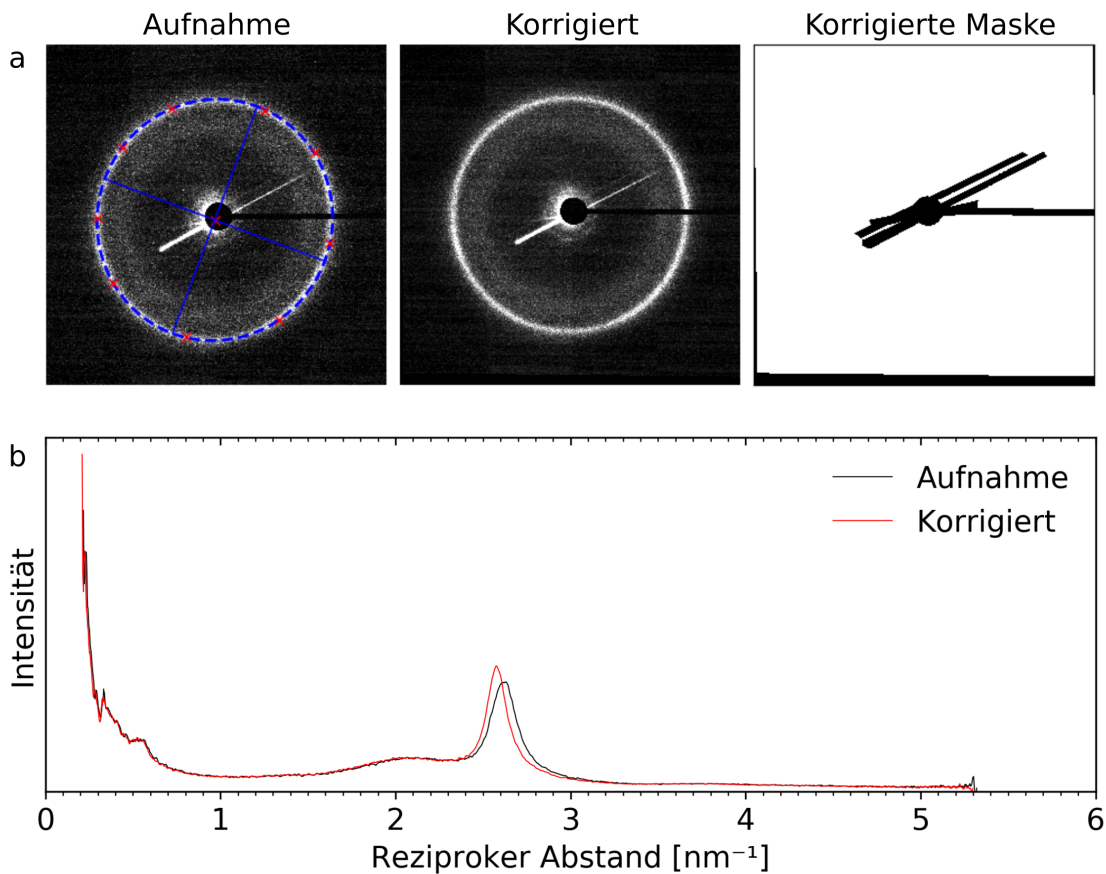 Aufnahme Korrigiert Korrigierte Maske
a
b
Aufnahme
Korrigiert
Intensität
0 1 2 3 4 5 6
Reziproker Abstand [nm⁻¹]